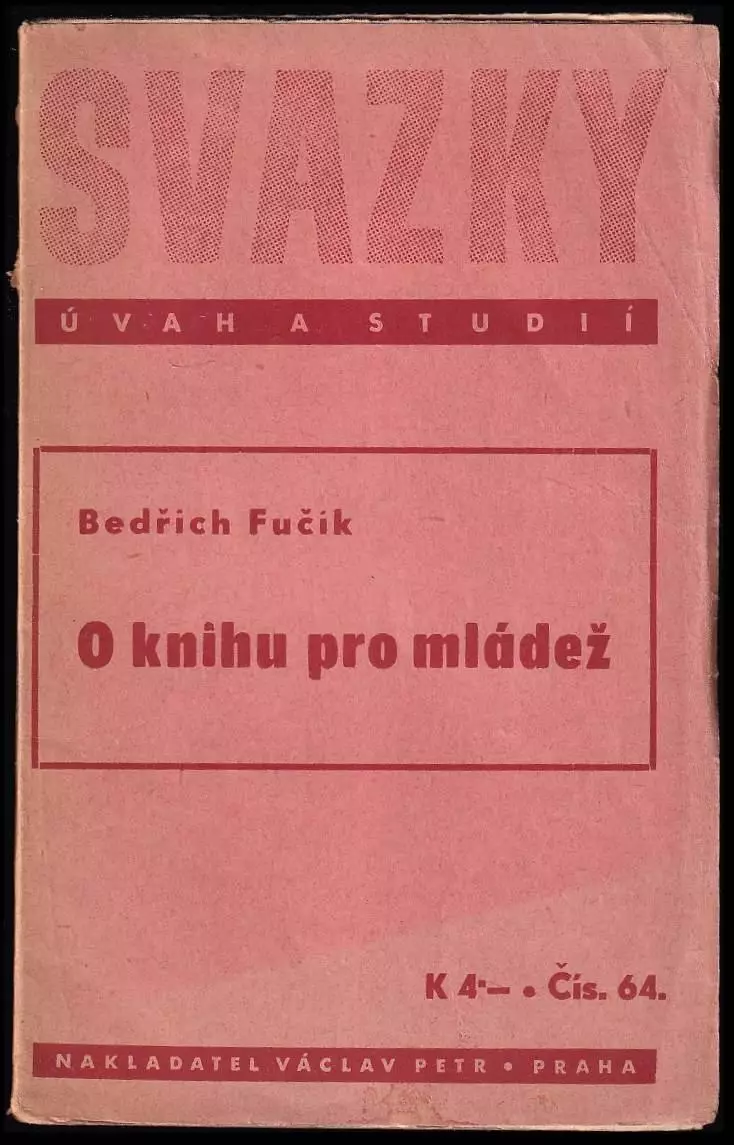 SVAZKY
ÚVAH A STUDIÍ
Bedřich Fučík
O knihu pro mládež
K 4·— • Čís. 64.
NAKLADATEL VÁCLAV PETR • PRAHA